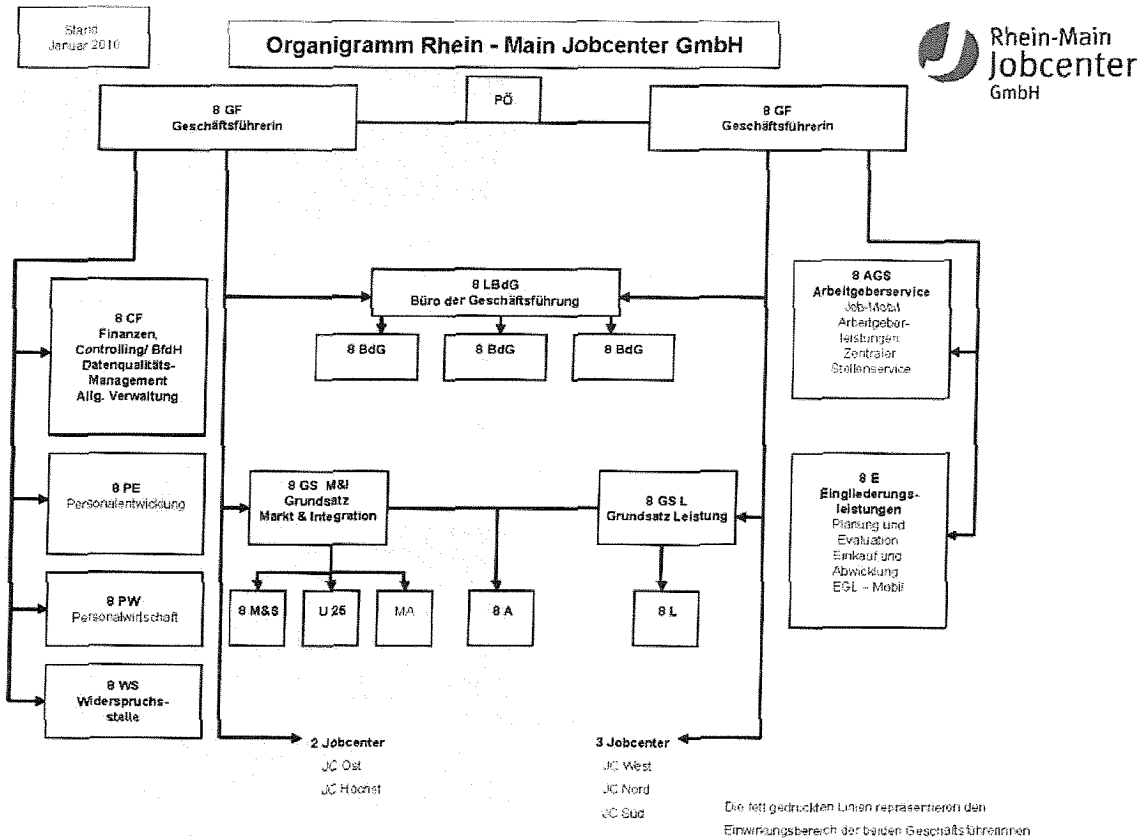 Stand
Januar 2010
Organigramm Rhein - Main Jobcenter GmbH
Rhein-Main
Jobcenter
GmbH
PÖ
8 GF
Geschäftsführerin
8 GF
Geschäftsführerin
8 LBdG
Büro der Geschäftsführung
8 BdG
8 BdG
8 BdG
8 CF
Finanzen,
Controlling/ BfdH
Datenqualitäts-
Management
Allg. Verwaltung
8 AGS
Arbeitgeberservice
Job-Mobil
Arbeitgeber-
leistungen
Zentraler
Stellenservice
8 PE
Personalentwicklung
8 GS M&I
Grundsatz
Markt & Integration
8 GS L
Grundsatz Leistung
8 E
Eingliederungs-
leistungen
Planung und
Evaluation
Einkauf und
Abwicklung
EGL – Mobil
8 PW
Personalwirtschaft
8 M&S
U 25
MA
8 A
8 L
8 WS
Widerspruchs-
stelle
2 Jobcenter
JC Ost
JC Höchst
3 Jobcenter
JC West
JC Nord
JC Süd
Die fett gedruckten Linien repräsentieren den
Einwirkungsbereich der beiden Geschäftsführerinnen